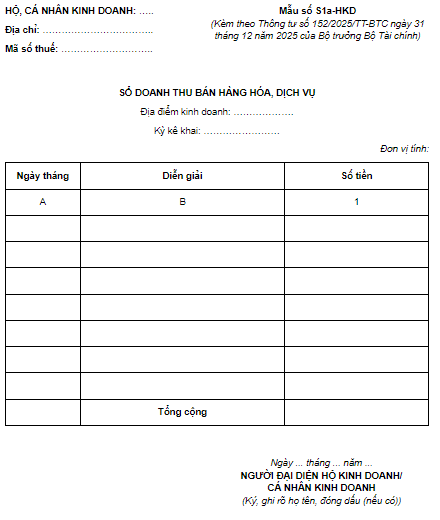 HỘ, CÁ NHÂN KINH DOANH: .....
Địa chỉ: ………………………………..
Mã số thuế: ………………………….
Mẫu số S1a-HKD
(Kèm theo Thông tư số 152/2025/TT-BTC ngày 31
tháng 12 năm 2025 của Bộ trưởng Bộ Tài chính)
SỔ DOANH THU BÁN HÀNG HÓA, DỊCH VỤ
Địa điểm kinh doanh: ………………..
Kỳ kê khai: ……………………..
Đơn vị tính:
Ngày tháng Diễn giải Số tiền
A B 1
Tổng cộng
Ngày ... tháng ... năm ...
NGƯỜI ĐẠI DIỆN HỘ KINH DOANH/
CÁ NHÂN KINH DOANH
(Ký, ghi rõ họ tên, đóng dấu (nếu có))